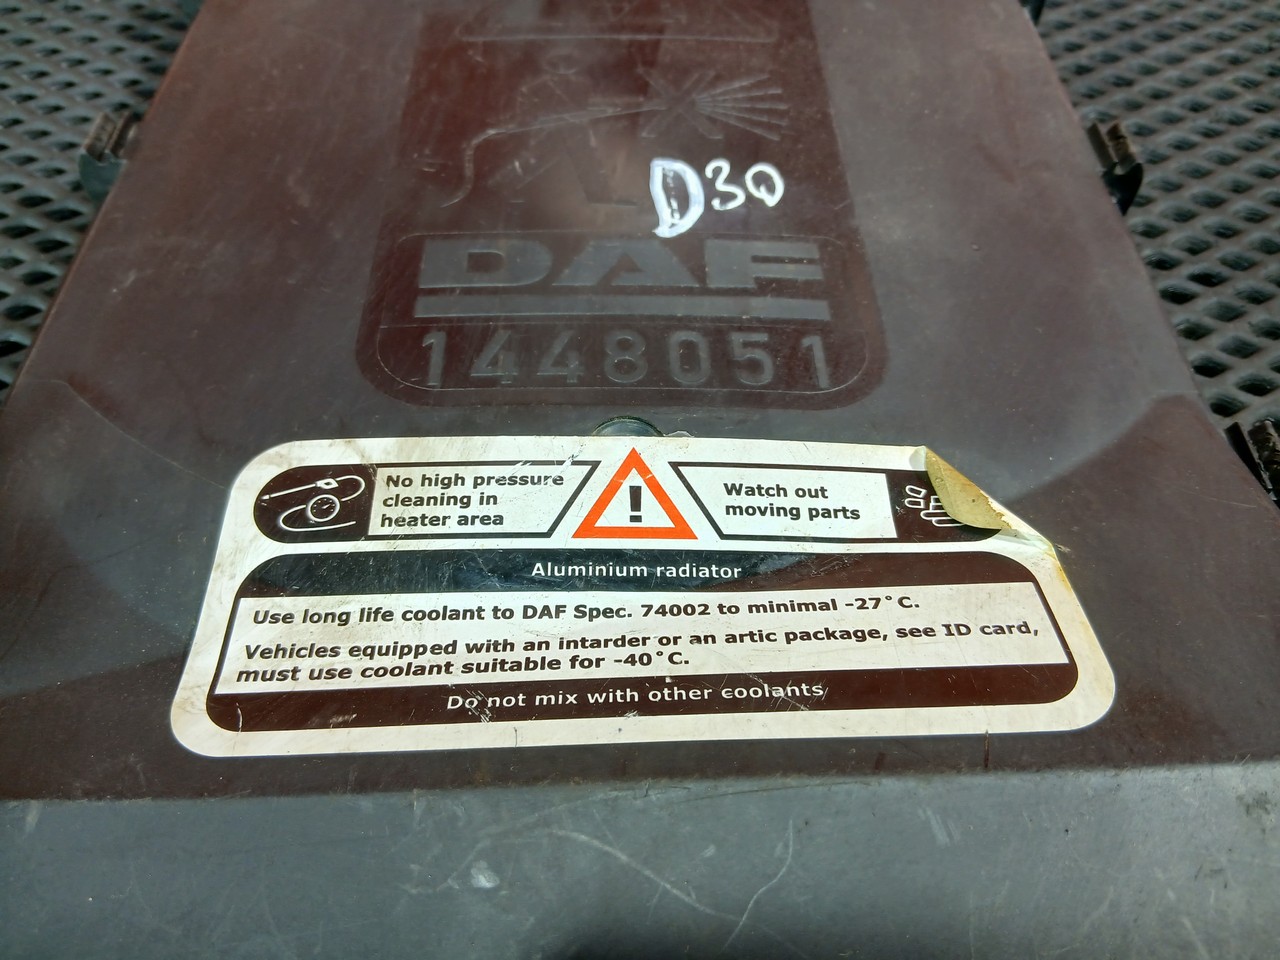 D30
DAF
1448051
No high pressure
cleaning in
heater area
!
Watch out
moving parts
Aluminium radiator
Use long life coolant to DAF Spec. 74002 to minimal -27°C.
Vehicles equipped with an intarder or an artic package, see ID card,
must use coolant suitable for -40°C.
Do not mix with other coolants